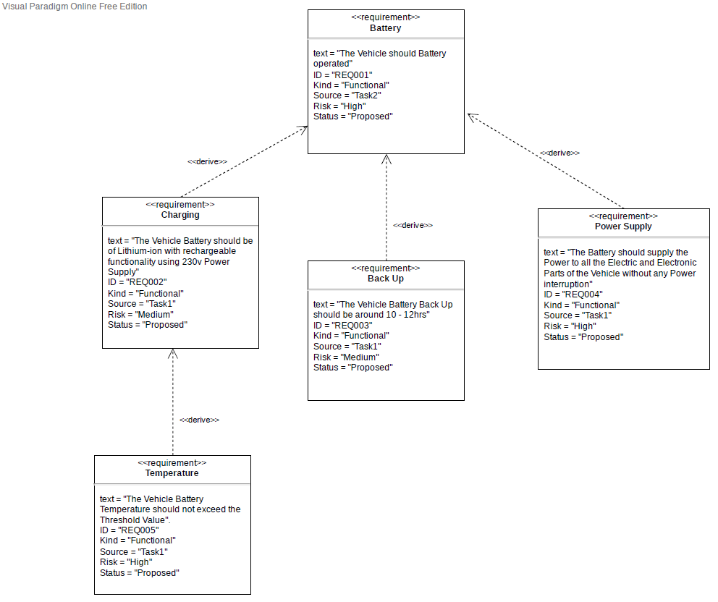 Visual Paradigm Online Free Edition
<<requirement>>
Battery
text = "The Vehicle should Battery
operated"
ID = "REQ001"
Kind = "Functional"
Source = "Task2"
Risk = "High"
Status = "Proposed"
<<derive>>
<<derive>>
<<derive>>
<<requirement>>
Charging
text = "The Vehicle Battery should be
of Lithium-ion with rechargeable
functionality using 230v Power
Supply"
ID = "REQ002"
Kind = "Functional"
Source = "Task1"
Risk = "Medium"
Status = "Proposed"
<<requirement>>
Back Up
text = "The Vehicle Battery Back Up
should be around 10 - 12hrs"
ID = "REQ003"
Kind = "Functional"
Source = "Task1"
Risk = "Medium"
Status = "Proposed"
<<requirement>>
Power Supply
text = "The Battery should supply the
Power to all the Electric and Electronic
Parts of the Vehicle without any Power
interruption"
ID = "REQ004"
Kind = "Functional"
Source = "Task1"
Risk = "High"
Status = "Proposed"
<<derive>>
<<requirement>>
Temperature
text = "The Vehicle Battery
Temperature should not exceed the
Threshold Value".
ID = "REQ005"
Kind = "Functional"
Source = "Task1"
Risk = "High"
Status = "Proposed"